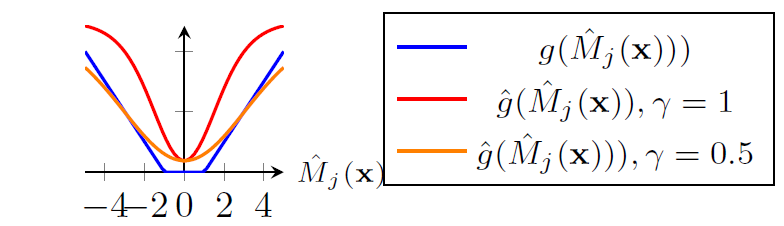 g(M̂_j(𝐱)))
ĝ(M̂_j(𝐱)), γ = 1
ĝ(M̂_j(𝐱))), γ = 0.5
M̂_j(𝐱)
−4 −2 0 2 4